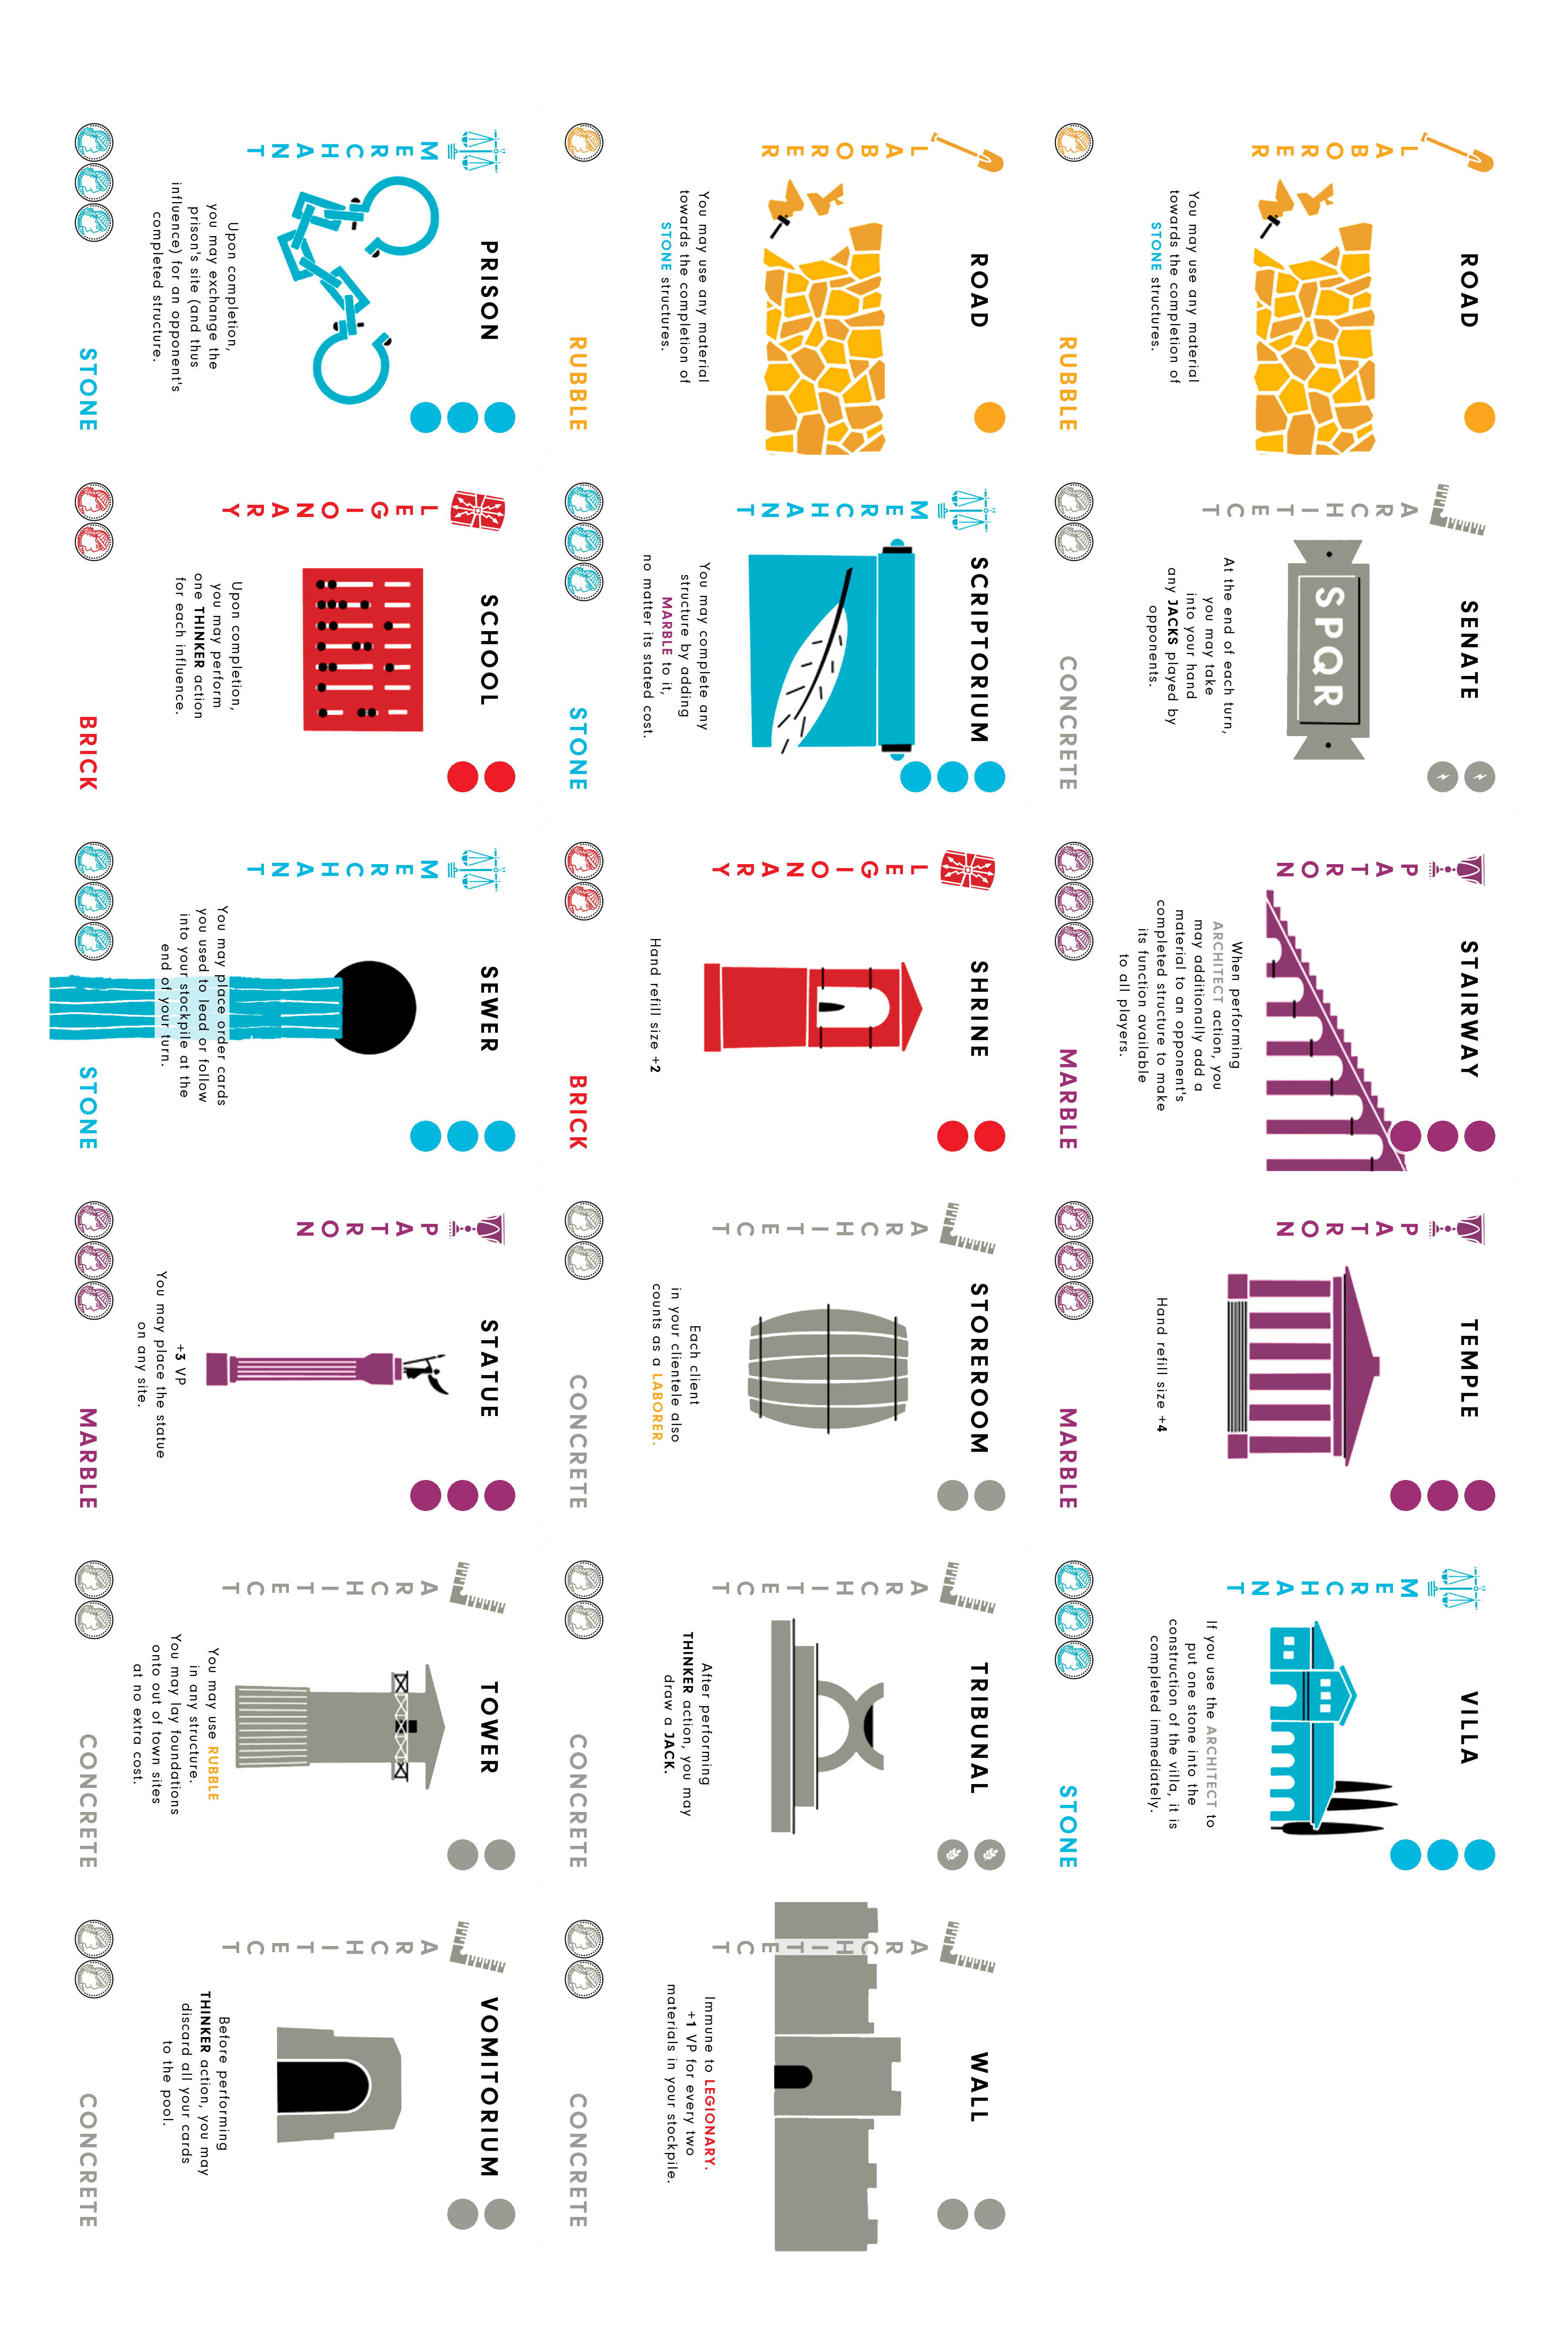 LABORER
ROAD
You may use any material
towards the completion of
STONE structures.
RUBBLE
ARCHITECT
SENATE
SPQR
At the end of each turn,
you may take
into your hand
any JACKS played by
opponents.
CONCRETE
PATRON
STAIRWAY
When performing
ARCHITECT action, you
may additionally add a
material to an opponent's
completed structure to make
its function available
to all players.
MARBLE
PATRON
TEMPLE
Hand refill size +4
MARBLE
MERCHANT
VILLA
If you use the ARCHITECT to
put one stone into the
construction of the villa, it is
completed immediately.
STONE
LABORER
ROAD
You may use any material
towards the completion of
STONE structures.
RUBBLE
MERCHANT
SCRIPTORIUM
You may complete any
structure by adding
MARBLE to it,
no matter its stated cost.
STONE
LEGIONARY
SHRINE
Hand refill size +2
BRICK
ARCHITECT
STOREROOM
Each client
in your clientele also
counts as a LABORER.
CONCRETE
ARCHITECT
TRIBUNAL
After performing
THINKER action, you may
draw a JACK.
CONCRETE
ARCHITECT
WALL
Immune to LEGIONARY.
+1 VP for every two
materials in your stockpile.
CONCRETE
MERCHANT
PRISON
Upon completion,
you may exchange the
prison's site (and thus
influence) for an opponent's
completed structure.
STONE
LEGIONARY
SCHOOL
Upon completion,
you may perform
one THINKER action
for each influence.
BRICK
MERCHANT
SEWER
You may place order cards
you used to lead or follow
into your stockpile at the
end of your turn.
STONE
PATRON
STATUE
+3 VP
You may place the statue
on any site.
MARBLE
ARCHITECT
TOWER
You may use RUBBLE
in any structure.
You may lay foundations
onto out of town sites
at no extra cost.
CONCRETE
ARCHITECT
VOMITORIUM
Before performing
THINKER action, you may
discard all your cards
to the pool.
CONCRETE